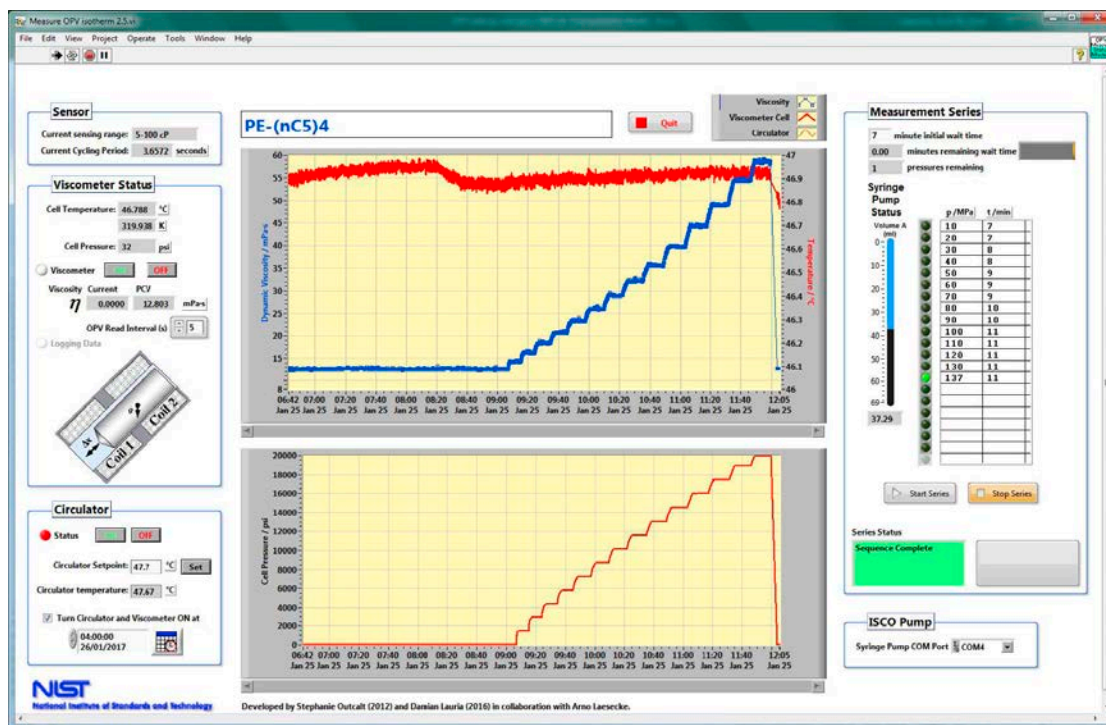 Measure OPV isotherm 2.5.vi
File Edit View Project Operate Tools Window Help
Sensor
Current sensing range: 5-100 cP
Current Cycling Period: 3.6572 seconds
Viscometer Status
Cell Temperature: 46.788 °C
319.938 K
Cell Pressure: 32 psi
Viscometer OFF
Viscosity Current PCV
η 0.0000 12.803 mPa·s
OPV Read Interval (s) 5
Logging Data
Δx
Coil 1
Coil 2
Circulator
Status OFF
Circulator Setpoint: 47.? °C Set
Circulator temperature: 47.67 °C
Turn Circulator and Viscometer ON at
04:00:00
26/01/2017
NIST
National Institute of Standards and Technology
PE-(nC5)4
Quit
Viscosity
Viscometer Cell
Circulator
Dynamic Viscosity / mPa·s
60
55
50
45
40
35
30
25
20
15
8
Temperature / °C
47
46.9
46.8
46.7
46.6
46.5
46.4
46.3
46.2
46.1
46
06:42 07:00 07:20 07:40 08:00 08:20 08:40 09:00 09:20 09:40 10:00 10:20 10:40 11:00 11:20 11:40 12:05
Jan 25 Jan 25 Jan 25 Jan 25 Jan 25 Jan 25 Jan 25 Jan 25 Jan 25 Jan 25 Jan 25 Jan 25 Jan 25 Jan 25 Jan 25 Jan 25 Jan 25
Cell Pressure / psi
20000
18000
16000
14000
12000
10000
8000
6000
4000
2000
0
06:42 07:00 07:20 07:40 08:00 08:20 08:40 09:00 09:20 09:40 10:00 10:20 10:40 11:00 11:20 11:40 12:05
Jan 25 Jan 25 Jan 25 Jan 25 Jan 25 Jan 25 Jan 25 Jan 25 Jan 25 Jan 25 Jan 25 Jan 25 Jan 25 Jan 25 Jan 25 Jan 25 Jan 25
Developed by Stephanie Outcalt (2012) and Damian Lauria (2016) in collaboration with Arno Laesecke.
Measurement Series
7 minute initial wait time
0.00 minutes remaining wait time
1 pressures remaining
Syringe
Pump
Status
Volume A
(ml)
0
10
20
30
40
50
60
69
37.29
p /MPa t /min
10 7
20 7
30 8
40 8
50 9
60 9
70 9
80 10
90 10
100 11
110 11
120 11
130 11
137 11
Start Series Stop Series
Series Status
Sequence Complete
ISCO Pump
Syringe Pump COM Port COM4